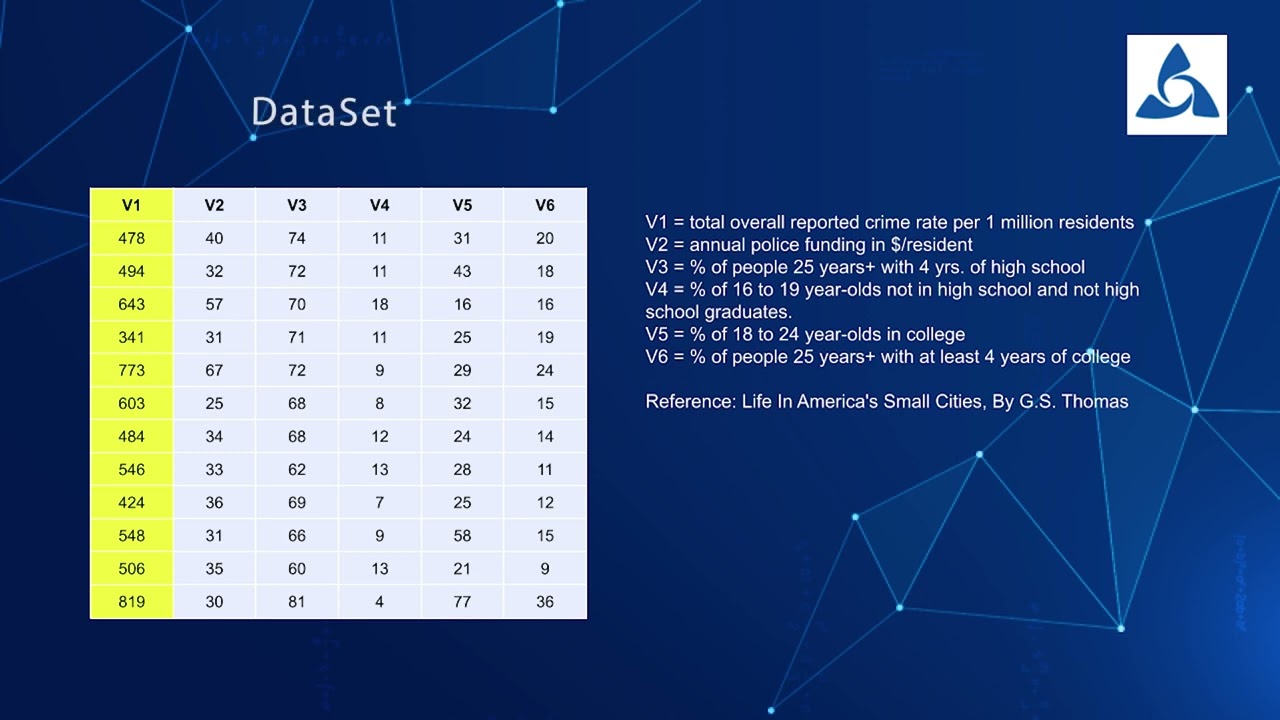 DataSet
V1 V2 V3 V4 V5 V6
478 40 74 11 31 20
494 32 72 11 43 18
643 57 70 18 16 16
341 31 71 11 25 19
773 67 72 9 29 24
603 25 68 8 32 15
484 34 68 12 24 14
546 33 62 13 28 11
424 36 69 7 25 12
548 31 66 9 58 15
506 35 60 13 21 9
819 30 81 4 77 36
V1 = total overall reported crime rate per 1 million residents
V2 = annual police funding in $/resident
V3 = % of people 25 years+ with 4 yrs. of high school
V4 = % of 16 to 19 year-olds not in high school and not high
school graduates.
V5 = % of 18 to 24 year-olds in college
V6 = % of people 25 years+ with at least 4 years of college
Reference: Life In America's Small Cities, By G.S. Thomas